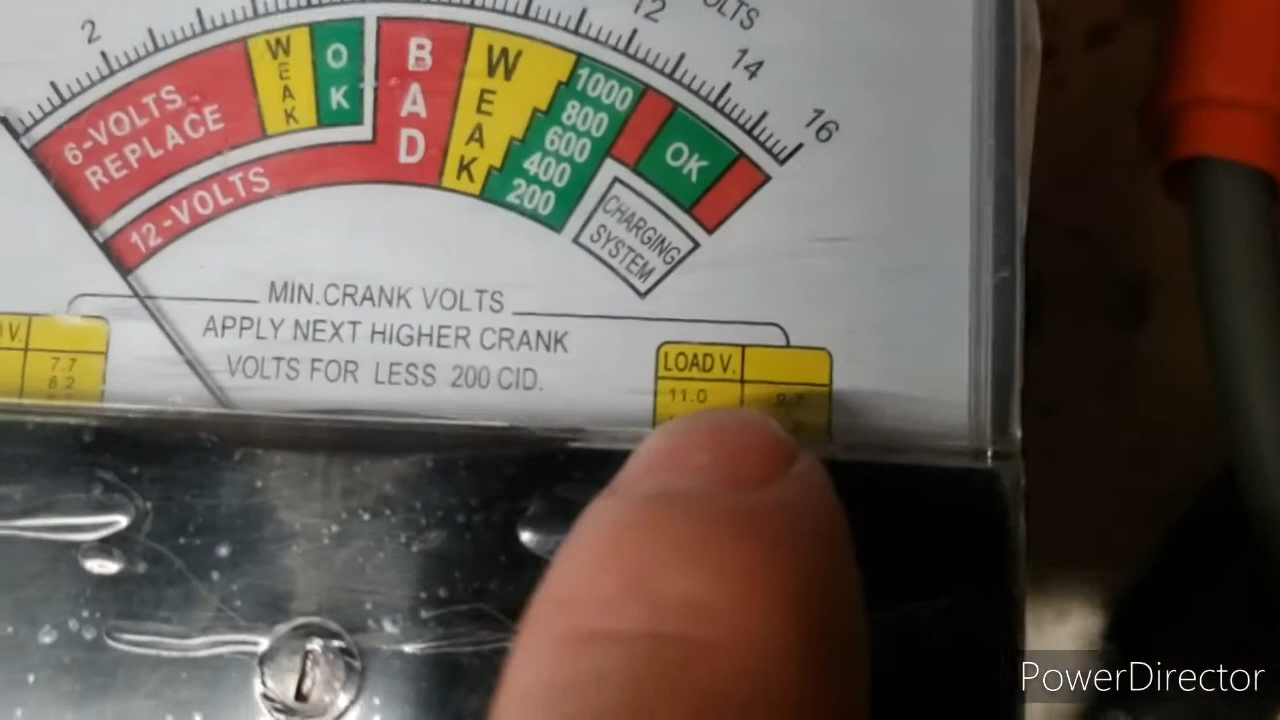 2
12
VOLTS
14
16
WEAK
OK
BAD
WEAK
1000
800
600
400
200
OK
6-VOLTS
REPLACE
12-VOLTS
CHARGING
SYSTEM
MIN.CRANK VOLTS
APPLY NEXT HIGHER CRANK
VOLTS FOR LESS 200 CID.
V.
7.7
8.2
LOAD V.
11.0
9.7
PowerDirector